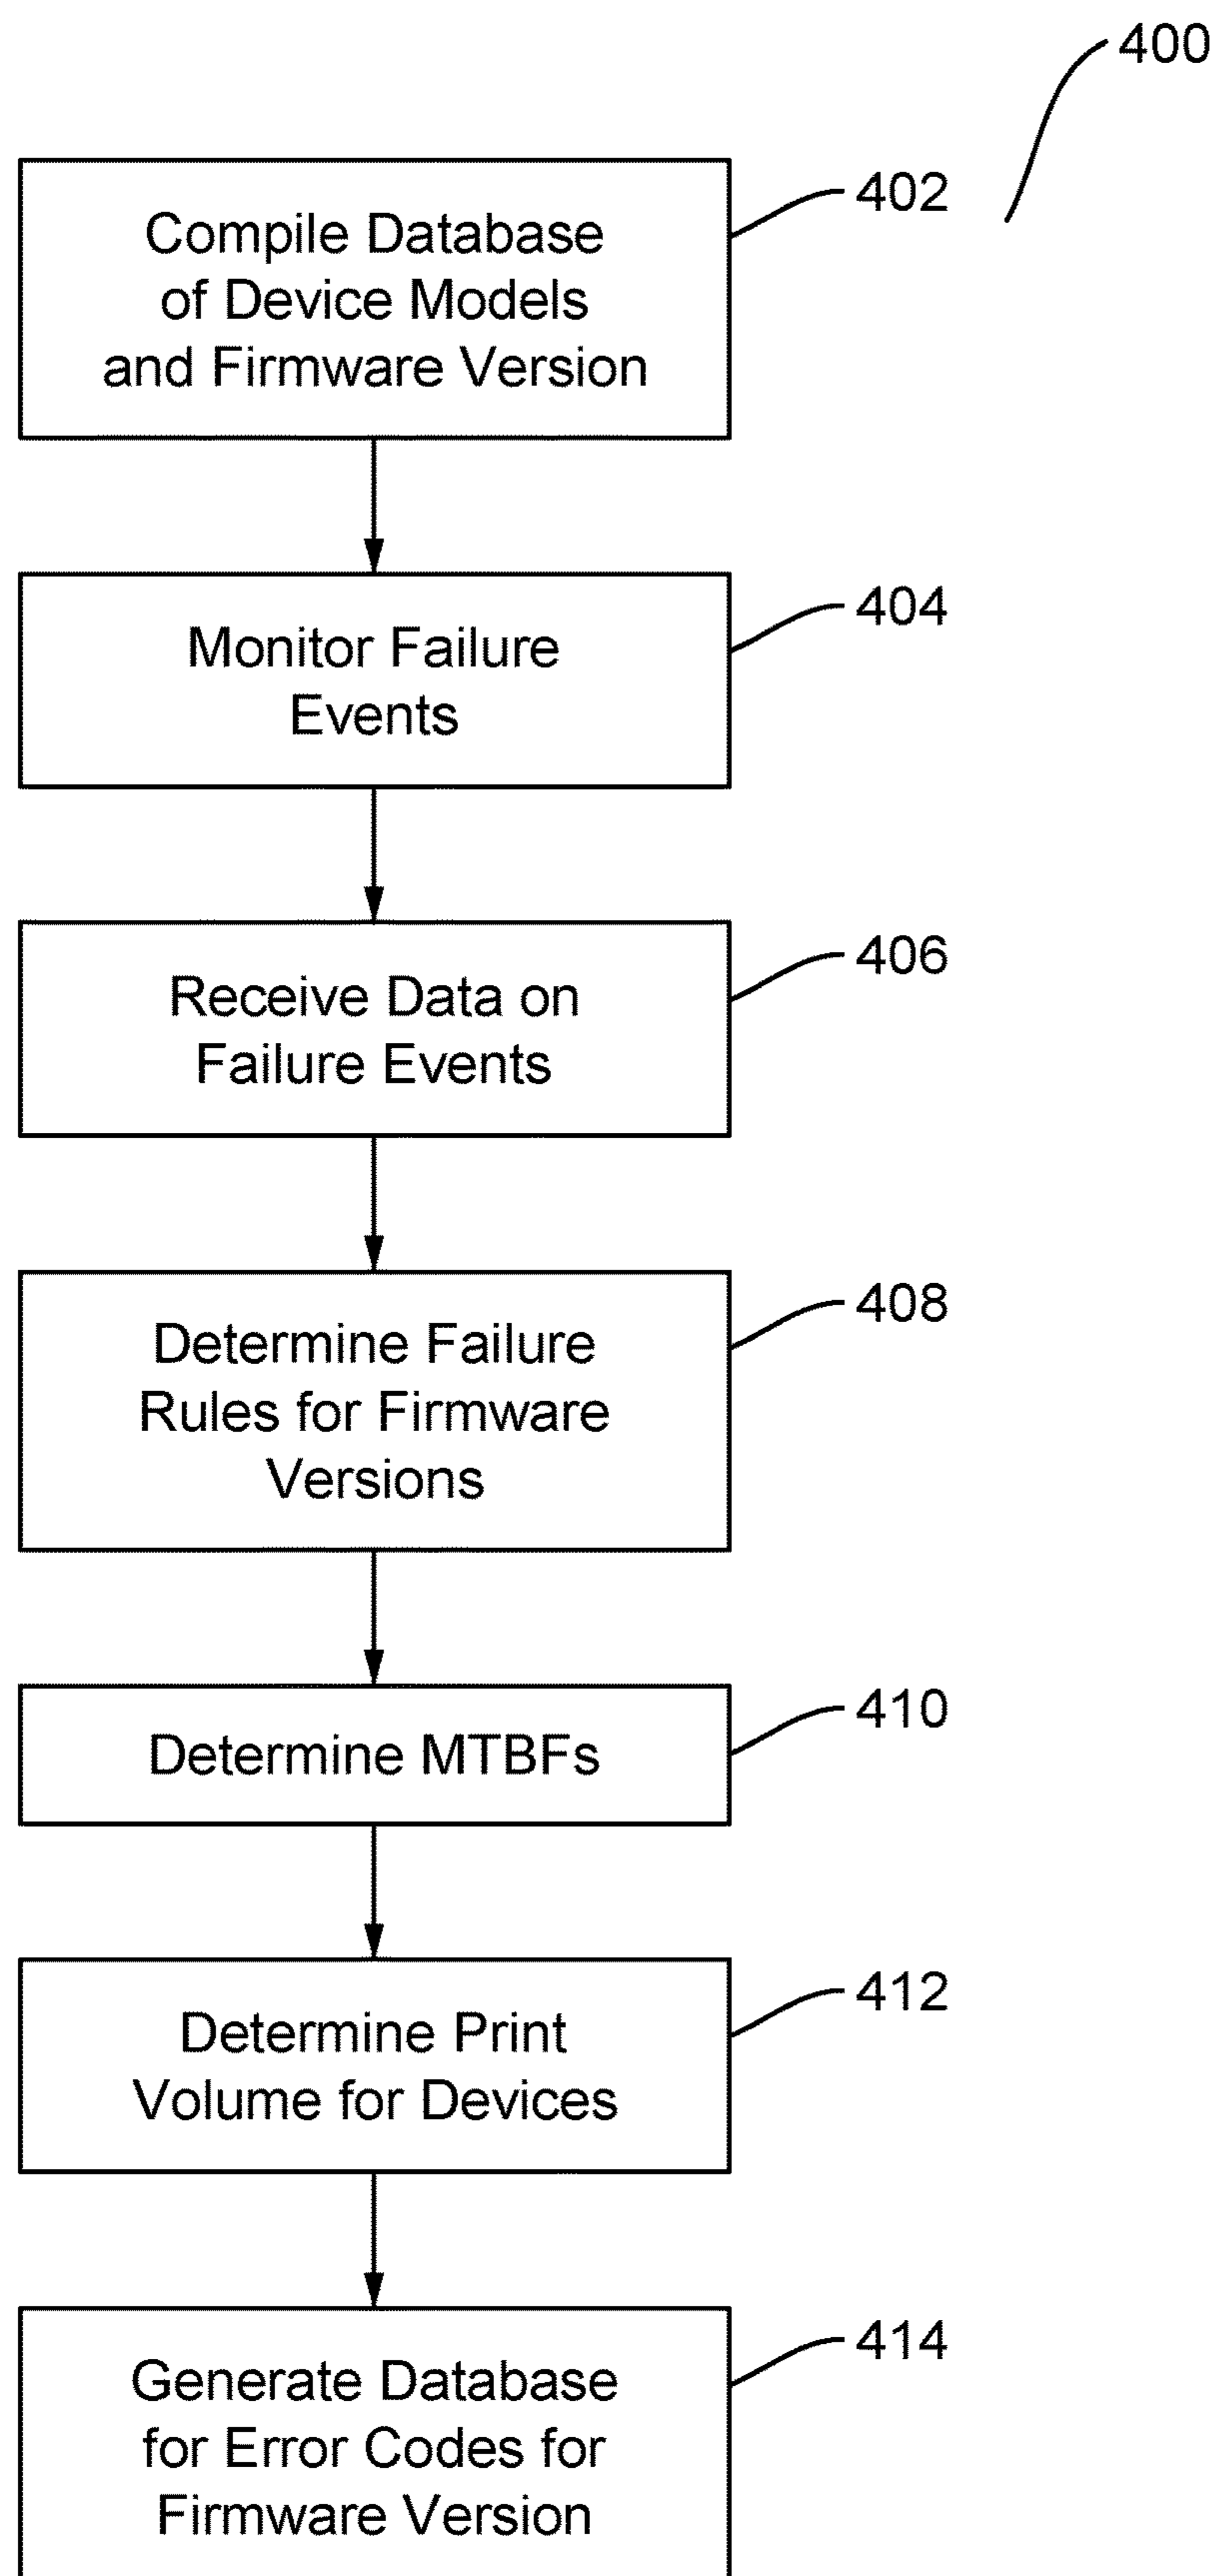 400
402
Compile Database
of Device Models
and Firmware Version
404
Monitor Failure
Events
406
Receive Data on
Failure Events
408
Determine Failure
Rules for Firmware
Versions
410
Determine MTBFs
412
Determine Print
Volume for Devices
414
Generate Database
for Error Codes for
Firmware Version